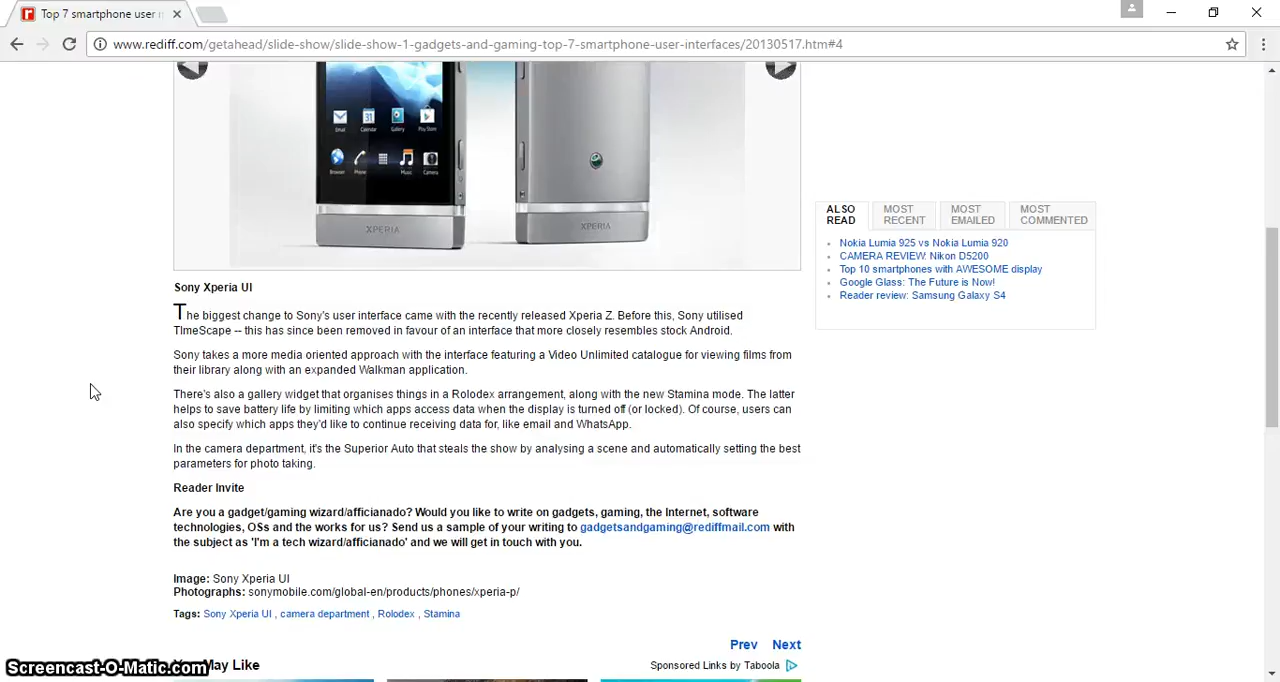 Top 7 smartphone user i
www.rediff.com/getahead/slide-show/slide-show-1-gadgets-and-gaming-top-7-smartphone-user-interfaces/20130517.htm#4
Email Calendar Gallery Play Store
Browser Phone Music Camera
XPERIA XPERIA
ALSO READ
MOST RECENT
MOST EMAILED
MOST COMMENTED
Nokia Lumia 925 vs Nokia Lumia 920
CAMERA REVIEW: Nikon D5200
Top 10 smartphones with AWESOME display
Google Glass: The Future is Now!
Reader review: Samsung Galaxy S4
Sony Xperia UI
The biggest change to Sony's user interface came with the recently released Xperia Z. Before this, Sony utilised
TImeScape -- this has since been removed in favour of an interface that more closely resembles stock Android.
Sony takes a more media oriented approach with the interface featuring a Video Unlimited catalogue for viewing films from
their library along with an expanded Walkman application.
There's also a gallery widget that organises things in a Rolodex arrangement, along with the new Stamina mode. The latter
helps to save battery life by limiting which apps access data when the display is turned off (or locked). Of course, users can
also specify which apps they'd like to continue receiving data for, like email and WhatsApp.
In the camera department, it's the Superior Auto that steals the show by analysing a scene and automatically setting the best
parameters for photo taking.
Reader Invite
Are you a gadget/gaming wizard/afficianado? Would you like to write on gadgets, gaming, the Internet, software
technologies, OSs and the works for us? Send us a sample of your writing to gadgetsandgaming@rediffmail.com with
the subject as 'I'm a tech wizard/afficianado' and we will get in touch with you.
Image: Sony Xperia UI
Photographs: sonymobile.com/global-en/products/phones/xperia-p/
Tags: Sony Xperia UI , camera department , Rolodex , Stamina
Prev Next
May Like
Sponsored Links by Taboola
Screencast-O-Matic.com